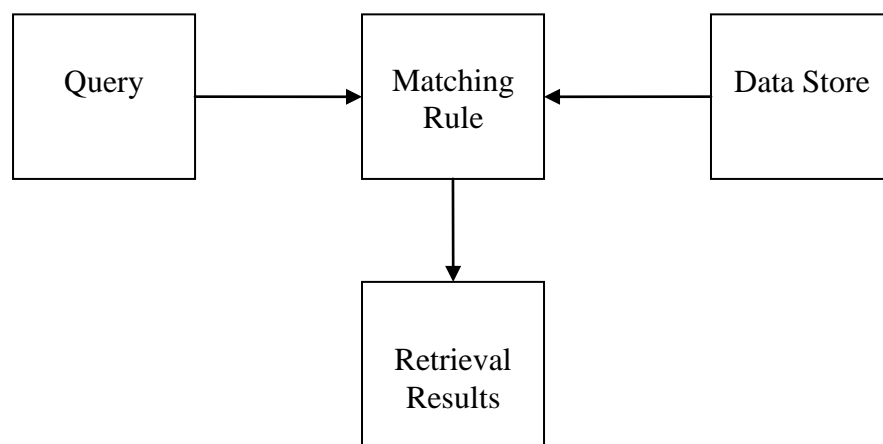 Query
Matching
Rule
Data Store
Retrieval
Results